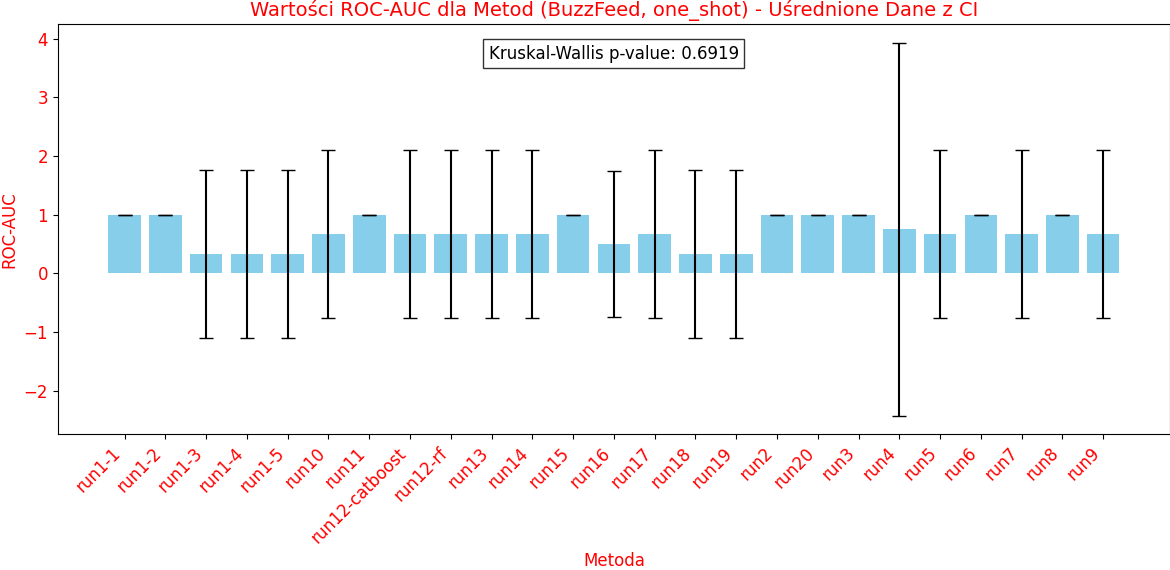 Wartości ROC-AUC dla Metod (BuzzFeed, one_shot) - Uśrednione Dane z CI
Kruskal-Wallis p-value: 0.6919
ROC-AUC
4
3
2
1
0
−1
−2
run1-1
run1-2
run1-3
run1-4
run1-5
run10
run11
run12-catboost
run12-rf
run13
run14
run15
run16
run17
run18
run19
run2
run20
run3
run4
run5
run6
run7
run8
run9
Metoda